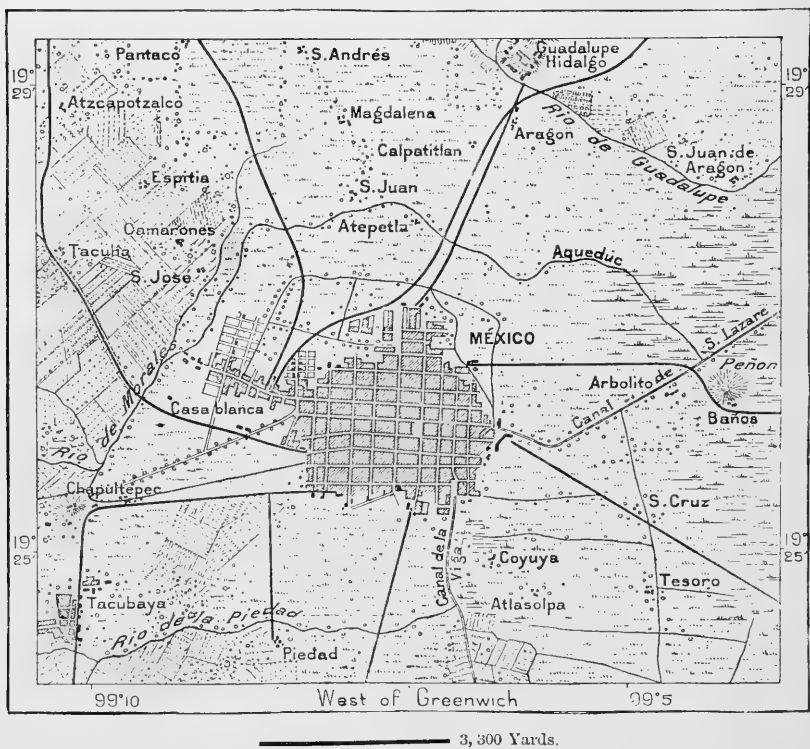 Pantaco
S. Andrés
Guadalupe
Hidalgo
19°
29'
19°
29'
Atzcapotzalco
Magdalena
Aragon
Rio de Guadalupe
Calpatitlan
S. Juan de
Aragon
Espitia
S. Juan
Camarones
Atepetla
Tacuba
Aqueduc
S. José
MÉXICO
Canal de S. Lazare
Peñon
Arbolito
Rio de Morales
Casa blanca
Baños
Chapultepec
S. Cruz
19°
25'
19°
25'
Canal de la
Viga
Coyuya
Tesoro
Tacubaya
Atlasolpa
Rio de la Piedad
Piedad
99°10
West of Greenwich
99°5
3,300 Yards.